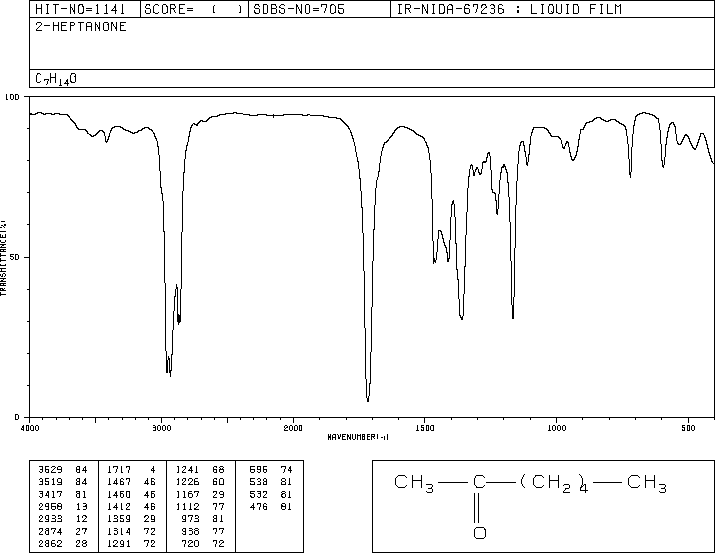 HIT-NO=1141 SCORE= ( ) SDBS-NO=705 IR-NIDA-67236 : LIQUID FILM
2-HEPTANONE
C7H14O
100
50
0
TRANSMITTANCE(%)
4000 3000 2000 1500 1000 500
WAVENUMBER(-1)
3629 84 1717 4 1241 68 596 74
3519 84 1467 46 1226 60 538 81
3417 81 1460 46 1167 29 532 81
2958 13 1412 46 1112 77 476 81
2933 12 1359 29 973 81
2874 27 1314 72 938 77
2862 28 1291 72 720 72
CH3 C (CH2)4 CH3
O